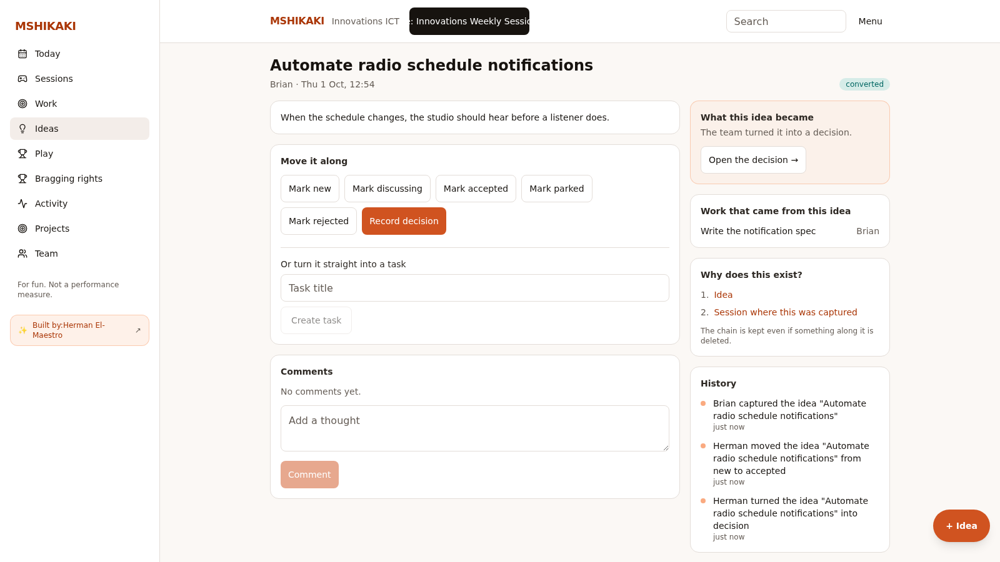 MSHIKAKI
Today
Sessions
Work
Ideas
Play
Bragging rights
Activity
Projects
Team
For fun. Not a performance
measure.
✨ Built by:Herman El-
Maestro ↗
MSHIKAKI Innovations ICT : Innovations Weekly Sessio Search Menu
Automate radio schedule notifications
Brian · Thu 1 Oct, 12:54 converted
When the schedule changes, the studio should hear before a listener does.
Move it along
Mark new Mark discussing Mark accepted Mark parked
Mark rejected Record decision
Or turn it straight into a task
Task title
Create task
Comments
No comments yet.
Add a thought
Comment
What this idea became
The team turned it into a decision.
Open the decision →
Work that came from this idea
Write the notification spec Brian
Why does this exist?
1. Idea
2. Session where this was captured
The chain is kept even if something along it is
deleted.
History
Brian captured the idea "Automate
radio schedule notifications"
just now
Herman moved the idea "Automate
radio schedule notifications" from
new to accepted
just now
Herman turned the idea "Automate
radio schedule notifications" into
decision
just now
+ Idea